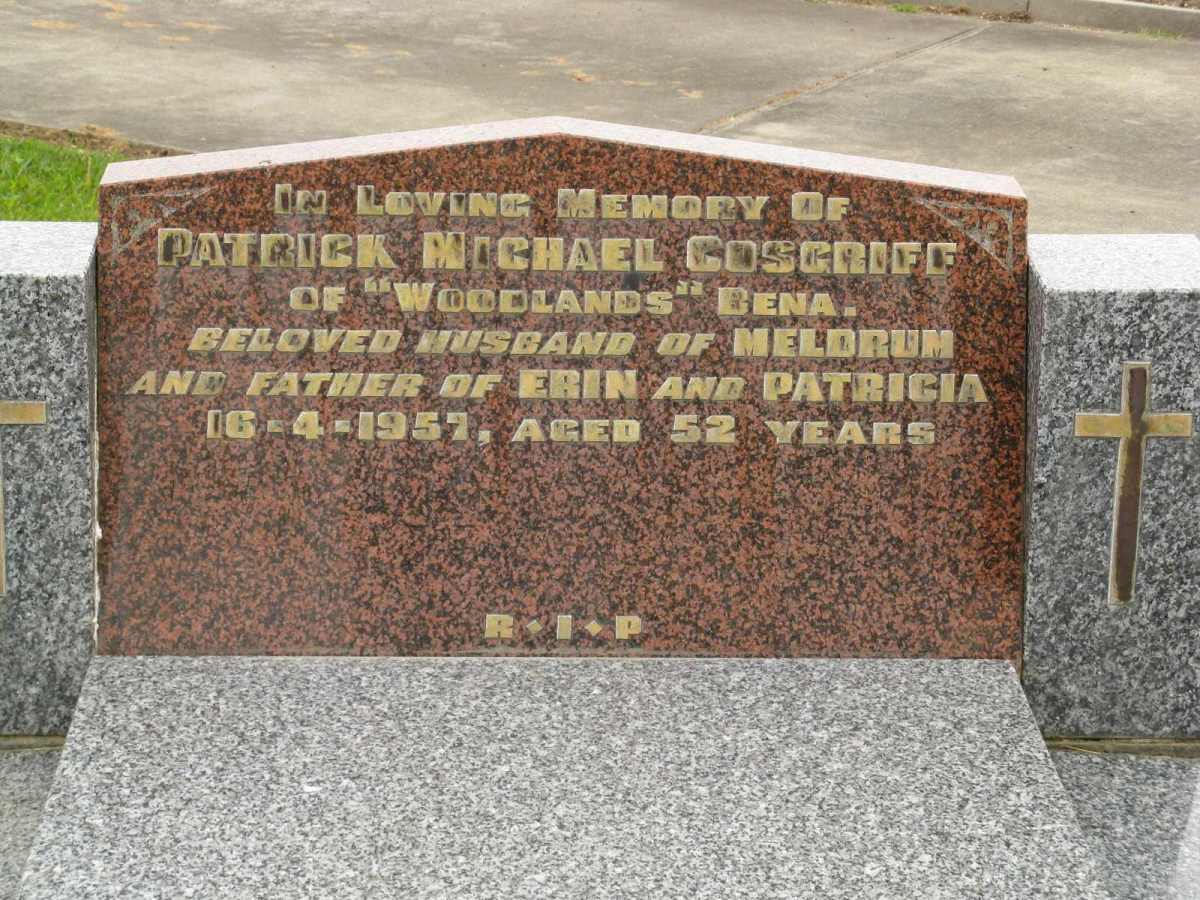 In Loving Memory Of
Patrick Michael Cosgriff
of "Woodlands" Bena.
Beloved husband of MELDRUM
and father of ERIN and PATRICIA
16-4-1957, aged 52 years
R·I·P